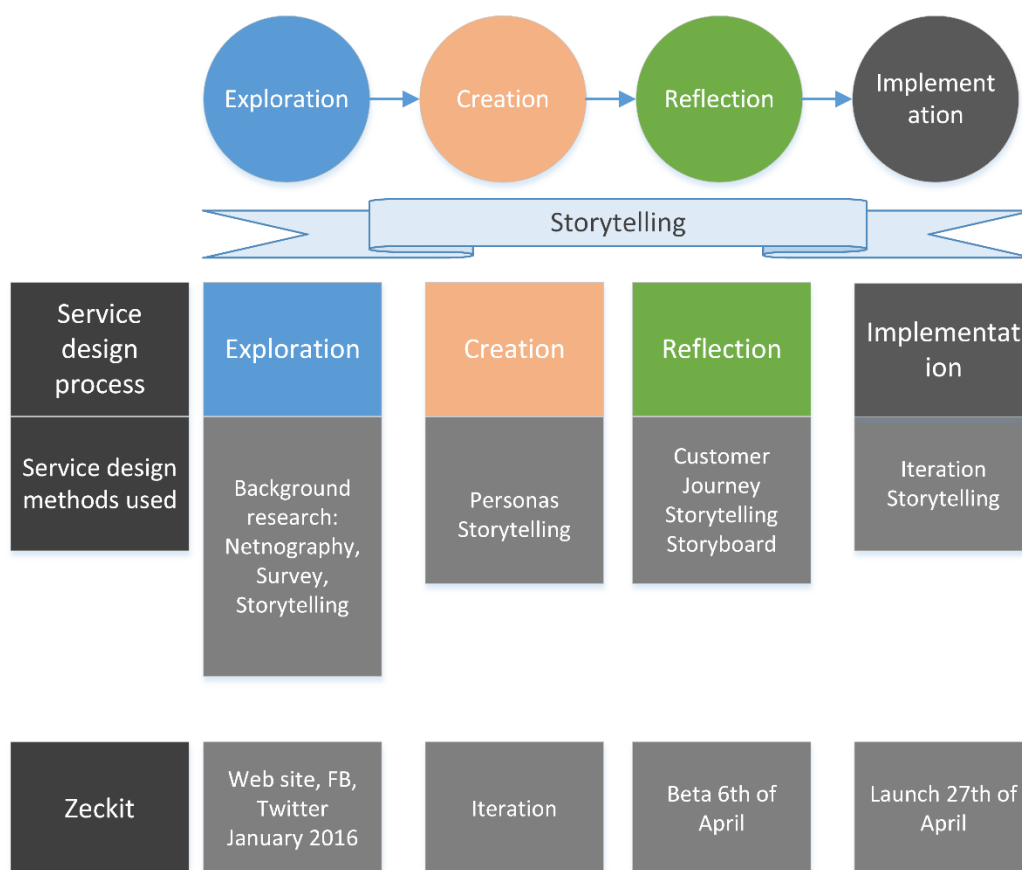 Exploration
Creation
Reflection
Implement
ation
Storytelling
Service
design
process
Exploration
Creation
Reflection
Implementat
ion
Service design
methods used
Background
research:
Netnography,
Survey,
Storytelling
Personas
Storytelling
Customer
Journey
Storytelling
Storyboard
Iteration
Storytelling
Zeckit
Web site, FB,
Twitter
January 2016
Iteration
Beta 6th of
April
Launch 27th of
April